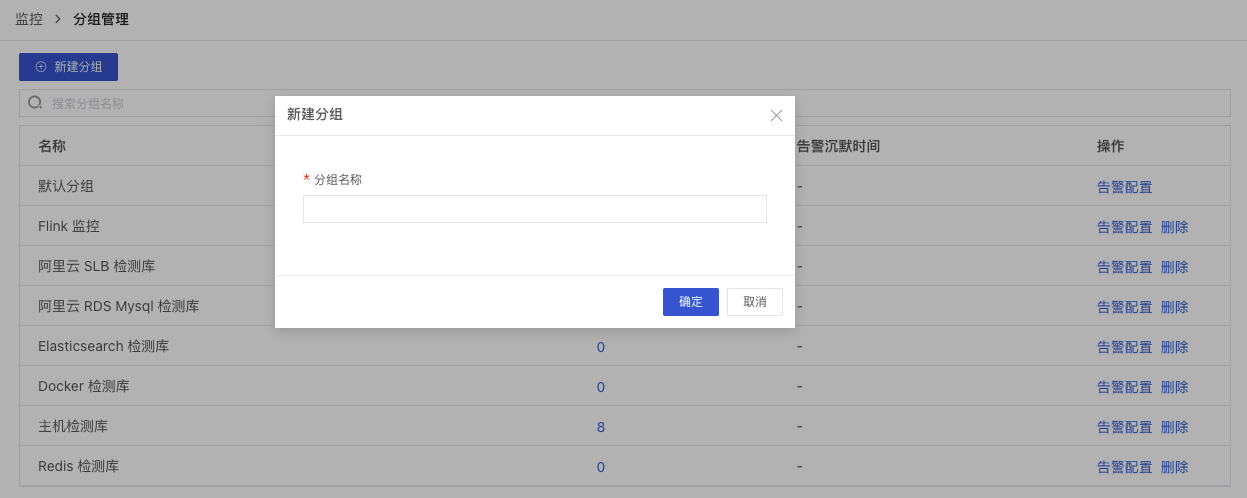 监控 > 分组管理
新建分组
搜索分组名称
新建分组
* 分组名称
确定 取消
名称 告警沉默时间 操作
默认分组 - 告警配置
Flink 监控 - 告警配置 删除
阿里云 SLB 检测库 - 告警配置 删除
阿里云 RDS Mysql 检测库 - 告警配置 删除
Elasticsearch 检测库 0 - 告警配置 删除
Docker 检测库 0 - 告警配置 删除
主机检测库 8 - 告警配置 删除
Redis 检测库 0 - 告警配置 删除